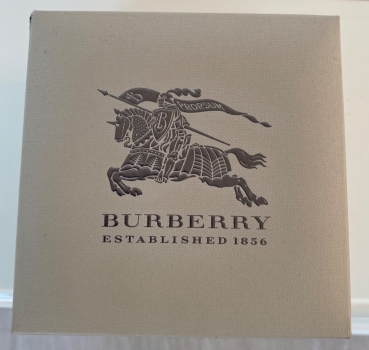 PRORSUM
B
BURBERRY
ESTABLISHED 1856